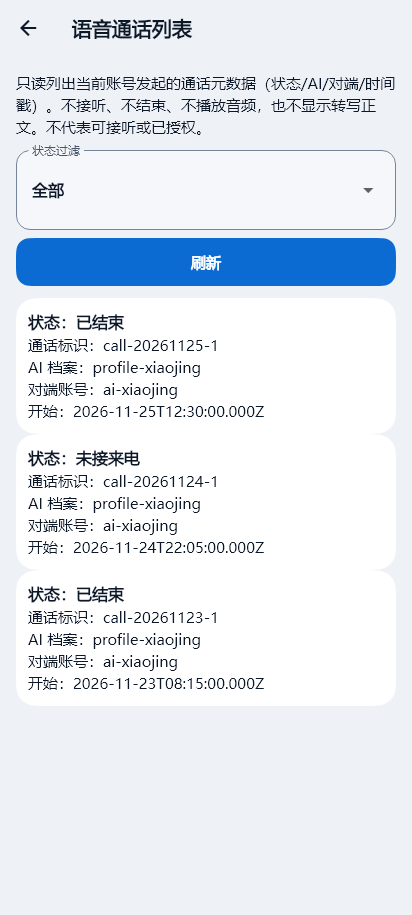 语音通话列表
只读列出当前账号发起的通话元数据（状态/AI/对端/时间
戳）。不接听、不结束、不播放音频，也不显示转写正
文。不代表可接听或已授权。
状态过滤
全部
刷新
状态：已结束
通话标识：call-20261125-1
AI 档案：profile-xiaojing
对端账号：ai-xiaojing
开始：2026-11-25T12:30:00.000Z
状态：未接来电
通话标识：call-20261124-1
AI 档案：profile-xiaojing
对端账号：ai-xiaojing
开始：2026-11-24T22:05:00.000Z
状态：已结束
通话标识：call-20261123-1
AI 档案：profile-xiaojing
对端账号：ai-xiaojing
开始：2026-11-23T08:15:00.000Z